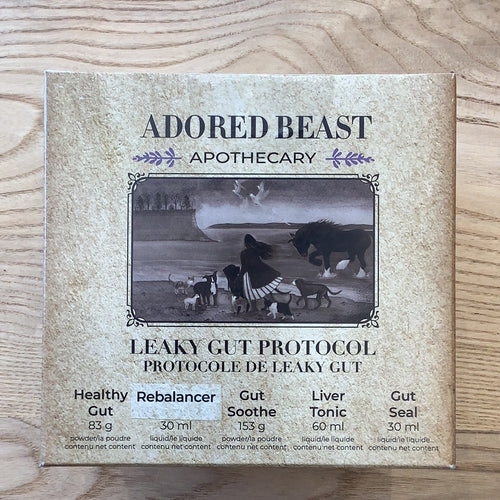 ADORED BEAST
APOTHECARY
LEAKY GUT PROTOCOL
PROTOCOLE DE LEAKY GUT
Healthy Gut
83 g
powder/la poudre
contenu net content
Rebalancer
30 ml
liquid/le liquide
contenu net content
Gut Soothe
153 g
powder/la poudre
contenu net content
Liver Tonic
60 ml
liquid/le liquide
contenu net content
Gut Seal
30 ml
liquid/le liquide
contenu net content